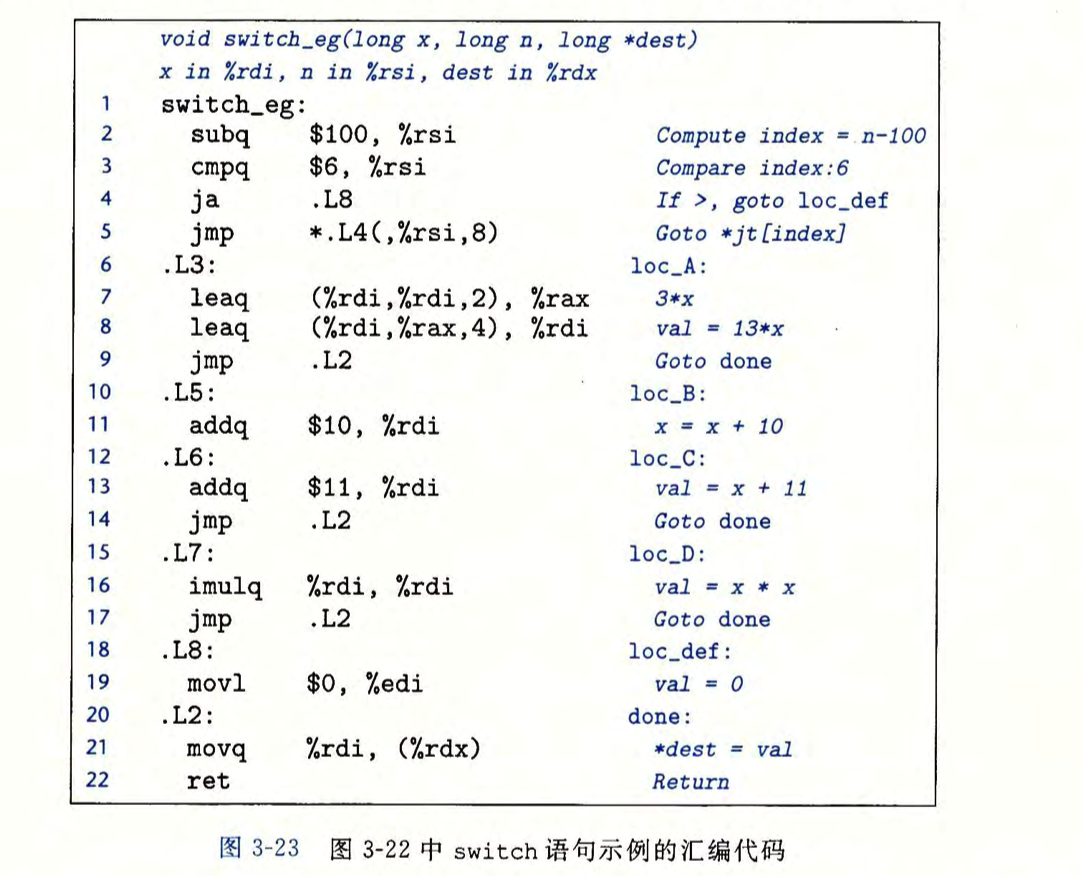 void switch_eg(long x, long n, long *dest)
x in %rdi, n in %rsi, dest in %rdx
1 switch_eg:
2 subq $100, %rsi Compute index = n-100
3 cmpq $6, %rsi Compare index:6
4 ja .L8 If >, goto loc_def
5 jmp *.L4(,%rsi,8) Goto *jt[index]
6 .L3: loc_A:
7 leaq (%rdi,%rdi,2), %rax 3*x
8 leaq (%rdi,%rax,4), %rdi val = 13*x
9 jmp .L2 Goto done
10 .L5: loc_B:
11 addq $10, %rdi x = x + 10
12 .L6: loc_C:
13 addq $11, %rdi val = x + 11
14 jmp .L2 Goto done
15 .L7: loc_D:
16 imulq %rdi, %rdi val = x * x
17 jmp .L2 Goto done
18 .L8: loc_def:
19 movl $0, %edi val = 0
20 .L2: done:
21 movq %rdi, (%rdx) *dest = val
22 ret Return
图 3-23 图 3-22 中 switch 语句示例的汇编代码